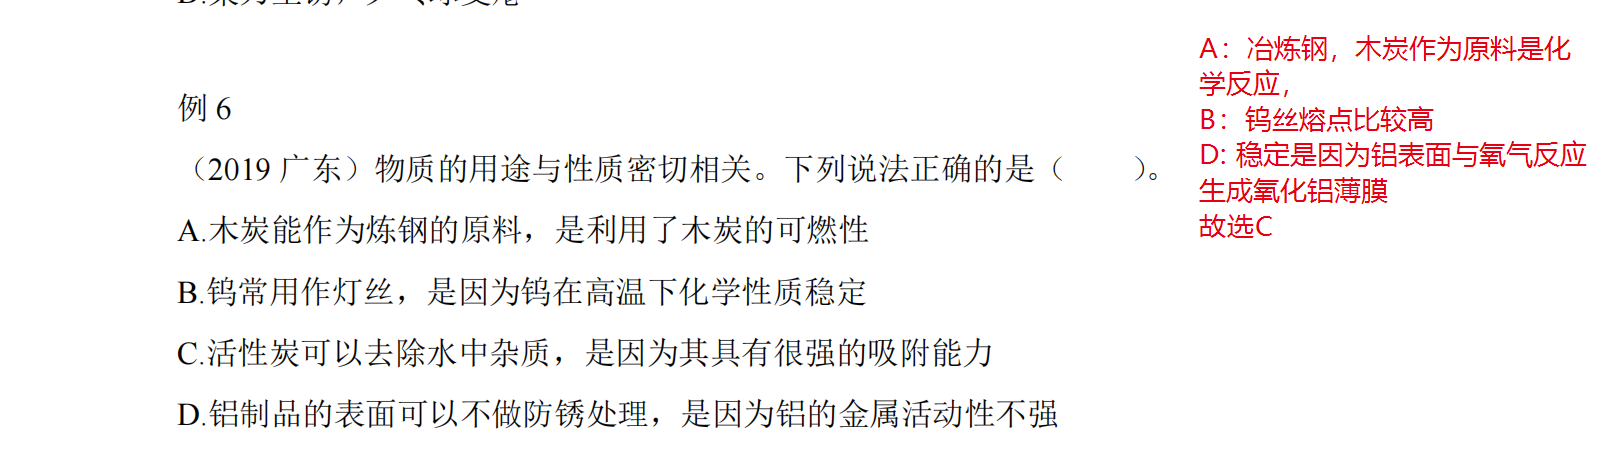 例 6
（2019 广东）物质的用途与性质密切相关。下列说法正确的是（  ）。
A.木炭能作为炼钢的原料，是利用了木炭的可燃性
B.钨常用作灯丝，是因为钨在高温下化学性质稳定
C.活性炭可以去除水中杂质，是因为其具有很强的吸附能力
D.铝制品的表面可以不做防锈处理，是因为铝的金属活动性不强
A：冶炼钢，木炭作为原料是化
学反应，
B：钨丝熔点比较高
D: 稳定是因为铝表面与氧气反应
生成氧化铝薄膜
故选C